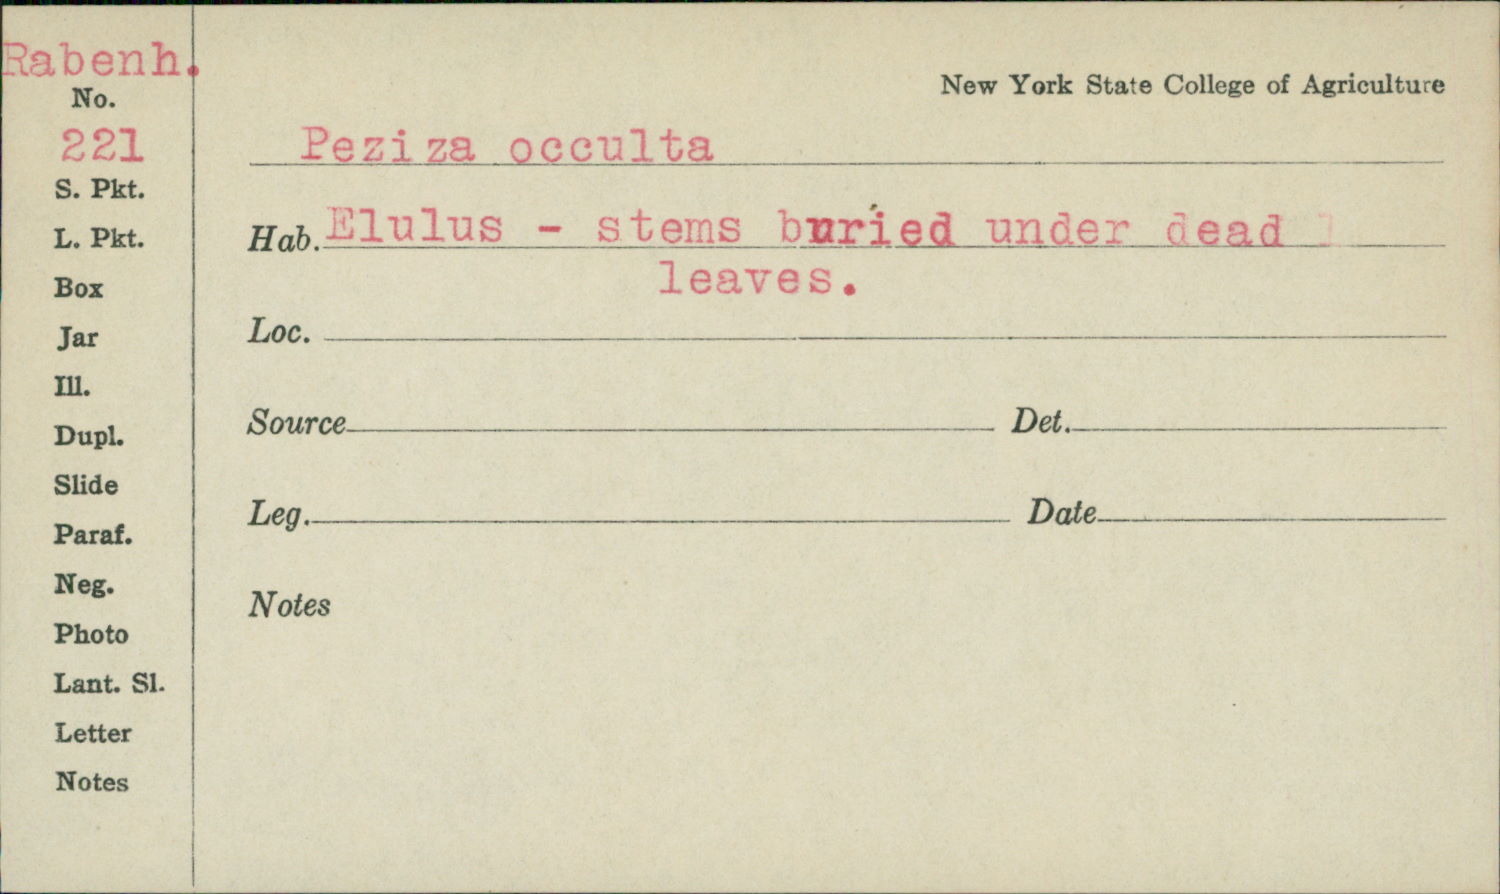 Rabenh.
No.
221
S. Pkt.
L. Pkt.
Box
Jar
Ill.
Dupl.
Slide
Paraf.
Neg.
Photo
Lant. Sl.
Letter
Notes
New York State College of Agriculture
Peziza occulta
Hab. Elulus - stems buried under dead l
leaves.
Loc.
Source Det.
Leg. Date
Notes